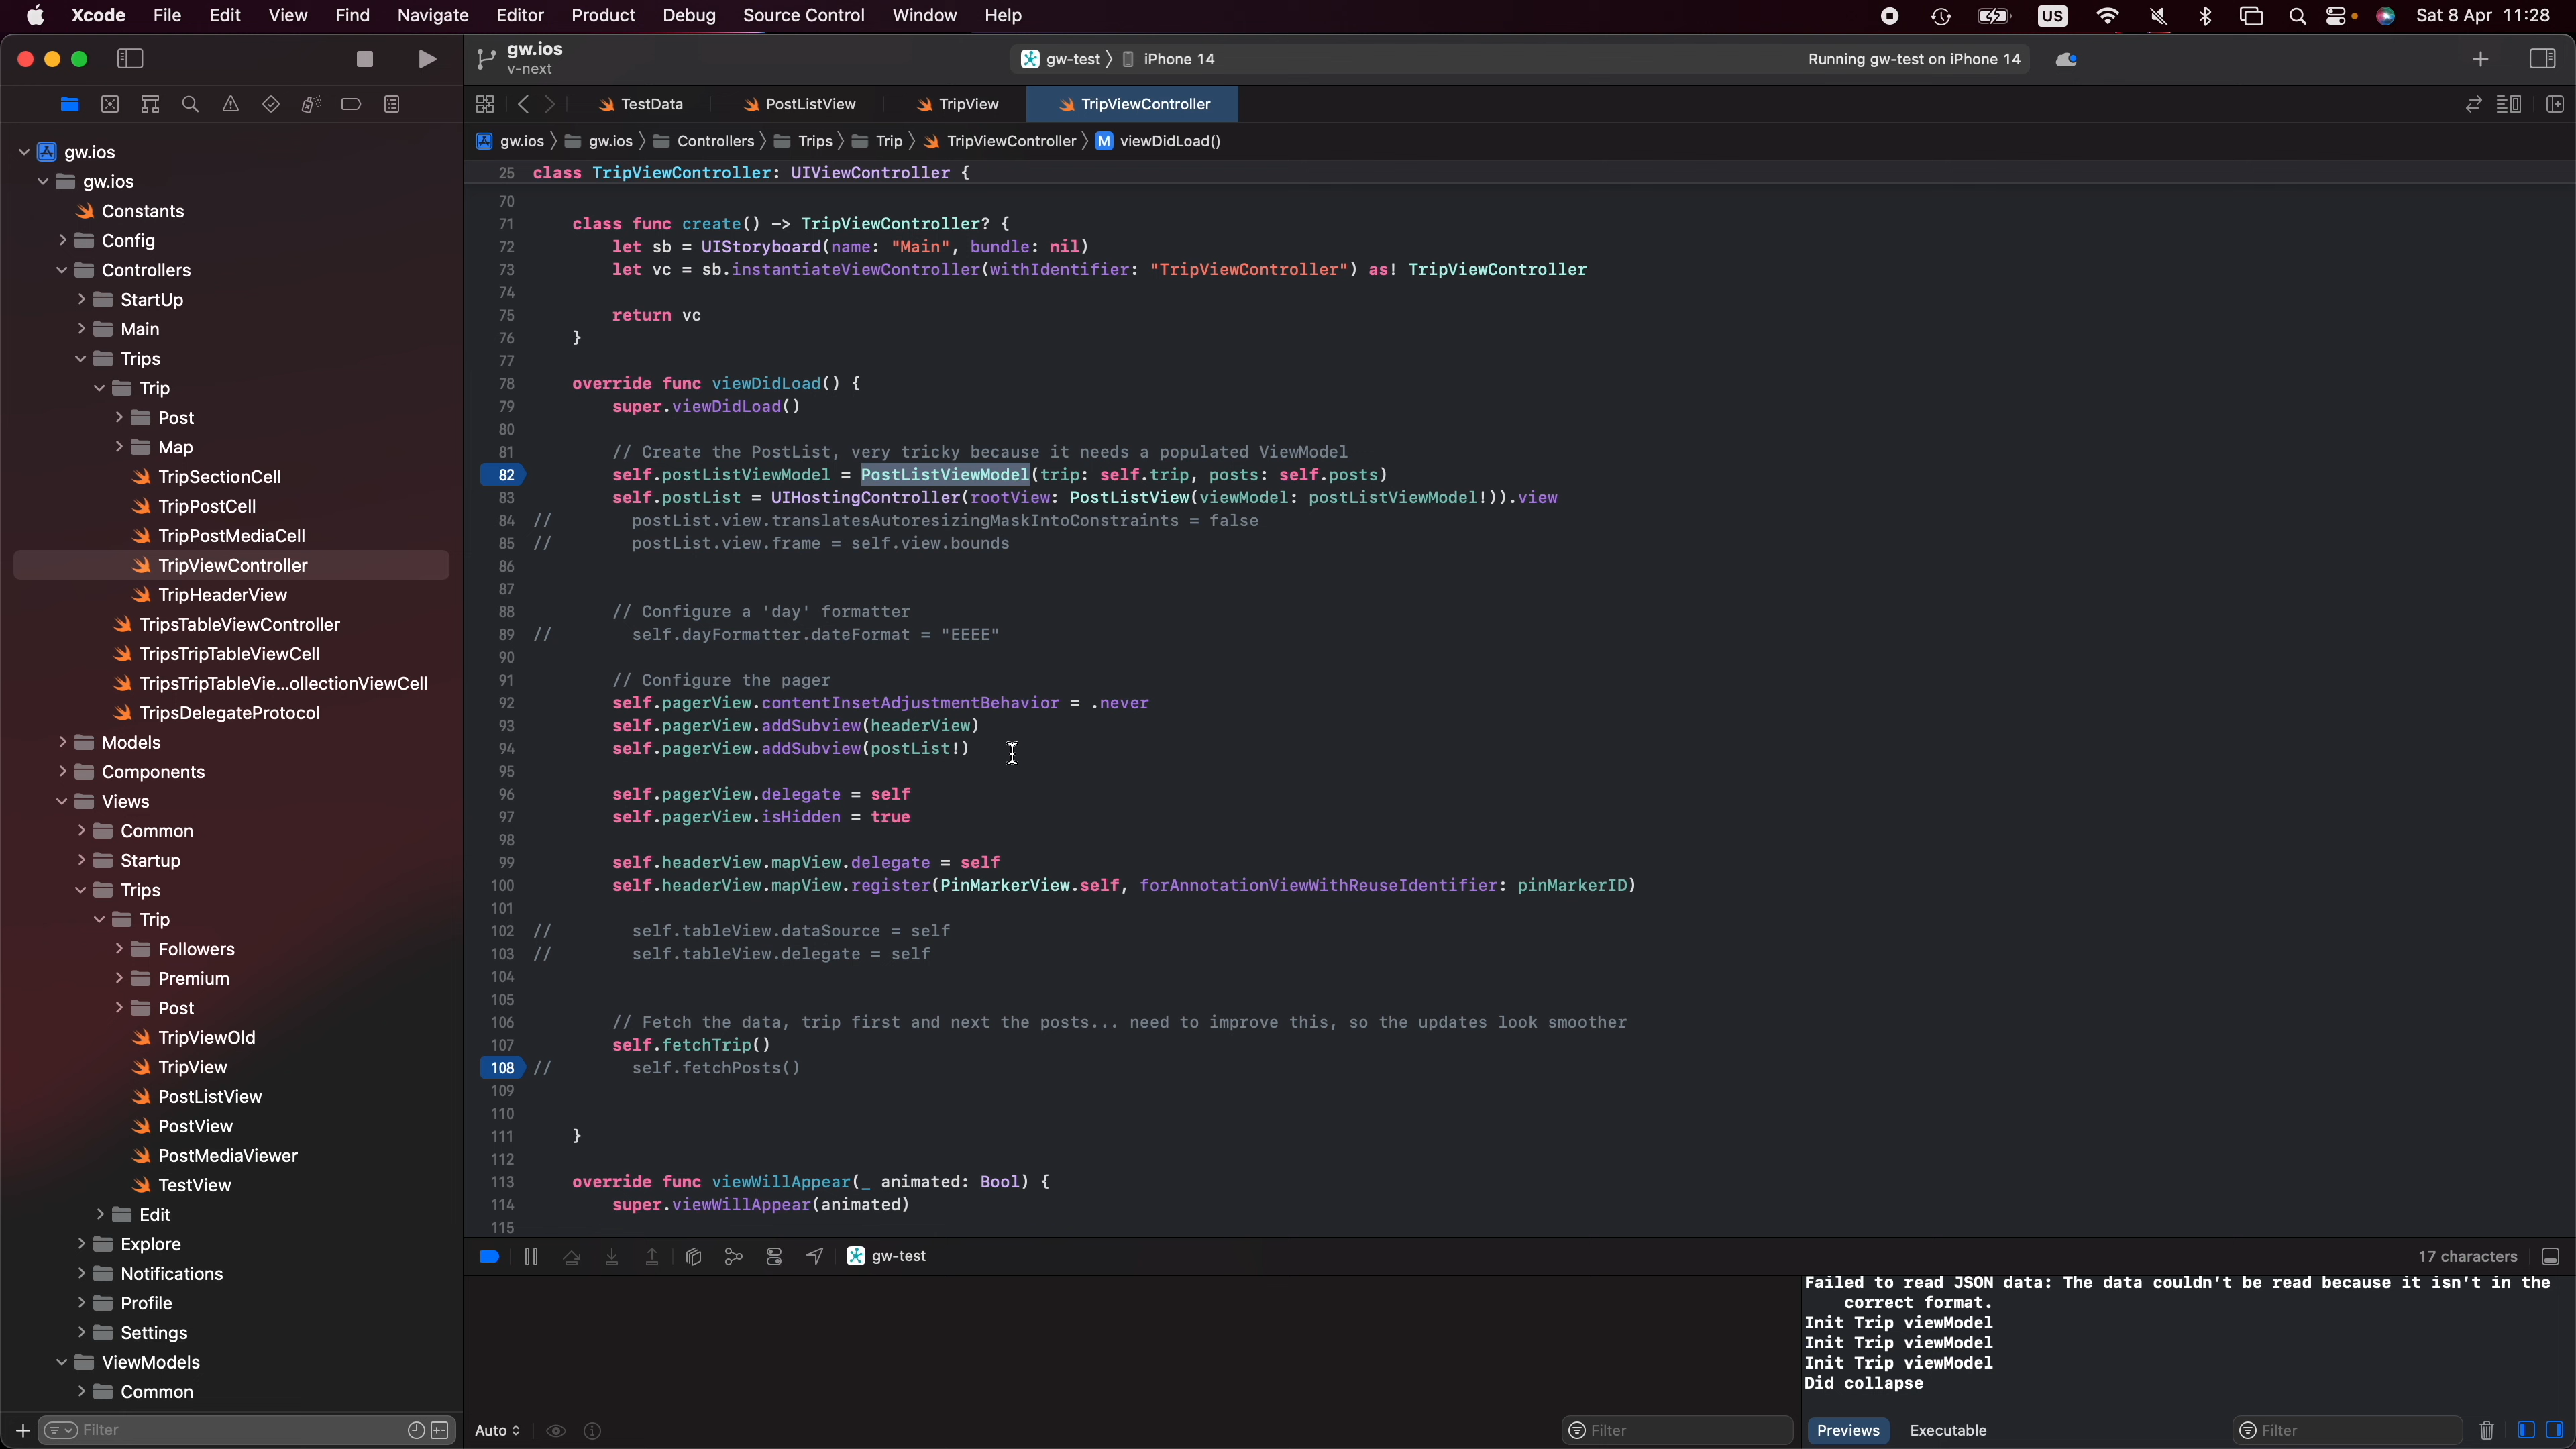 Xcode File Edit View Find Navigate Editor Product Debug Source Control Window Help US Sat 8 Apr 11:28
gw.ios
v-next
gw-test 〉 iPhone 14
Running gw-test on iPhone 14
TestData PostListView TripView TripViewController
gw.ios 〉 gw.ios 〉 Controllers 〉 Trips 〉 Trip 〉 TripViewController 〉 M viewDidLoad()
gw.ios
gw.ios
Constants
Config
Controllers
StartUp
Main
Trips
Trip
Post
Map
TripSectionCell
TripPostCell
TripPostMediaCell
TripViewController
TripHeaderView
TripsTableViewController
TripsTripTableViewCell
TripsTripTableVie...ollectionViewCell
TripsDelegateProtocol
Models
Components
Views
Common
Startup
Trips
Trip
Followers
Premium
Post
TripViewOld
TripView
PostListView
PostView
PostMediaViewer
TestView
Edit
Explore
Notifications
Profile
Settings
ViewModels
Common
Filter
25 class TripViewController: UIViewController {
70
71 class func create() -> TripViewController? {
72 let sb = UIStoryboard(name: "Main", bundle: nil)
73 let vc = sb.instantiateViewController(withIdentifier: "TripViewController") as! TripViewController
74
75 return vc
76 }
77
78 override func viewDidLoad() {
79 super.viewDidLoad()
80
81 // Create the PostList, very tricky because it needs a populated ViewModel
82 self.postListViewModel = PostListViewModel(trip: self.trip, posts: self.posts)
83 self.postList = UIHostingController(rootView: PostListView(viewModel: postListViewModel!)).view
84 // postList.view.translatesAutoresizingMaskIntoConstraints = false
85 // postList.view.frame = self.view.bounds
86
87
88 // Configure a 'day' formatter
89 // self.dayFormatter.dateFormat = "EEEE"
90
91 // Configure the pager
92 self.pagerView.contentInsetAdjustmentBehavior = .never
93 self.pagerView.addSubview(headerView)
94 self.pagerView.addSubview(postList!)
95
96 self.pagerView.delegate = self
97 self.pagerView.isHidden = true
98
99 self.headerView.mapView.delegate = self
100 self.headerView.mapView.register(PinMarkerView.self, forAnnotationViewWithReuseIdentifier: pinMarkerID)
101
102 // self.tableView.dataSource = self
103 // self.tableView.delegate = self
104
105
106 // Fetch the data, trip first and next the posts... need to improve this, so the updates look smoother
107 self.fetchTrip()
108 // self.fetchPosts()
109
110
111 }
112
113 override func viewWillAppear(_ animated: Bool) {
114 super.viewWillAppear(animated)
115
gw-test
17 characters
Failed to read JSON data: The data couldn't be read because it isn't in the
correct format.
Init Trip viewModel
Init Trip viewModel
Init Trip viewModel
Did collapse
Auto Filter Previews Executable Filter